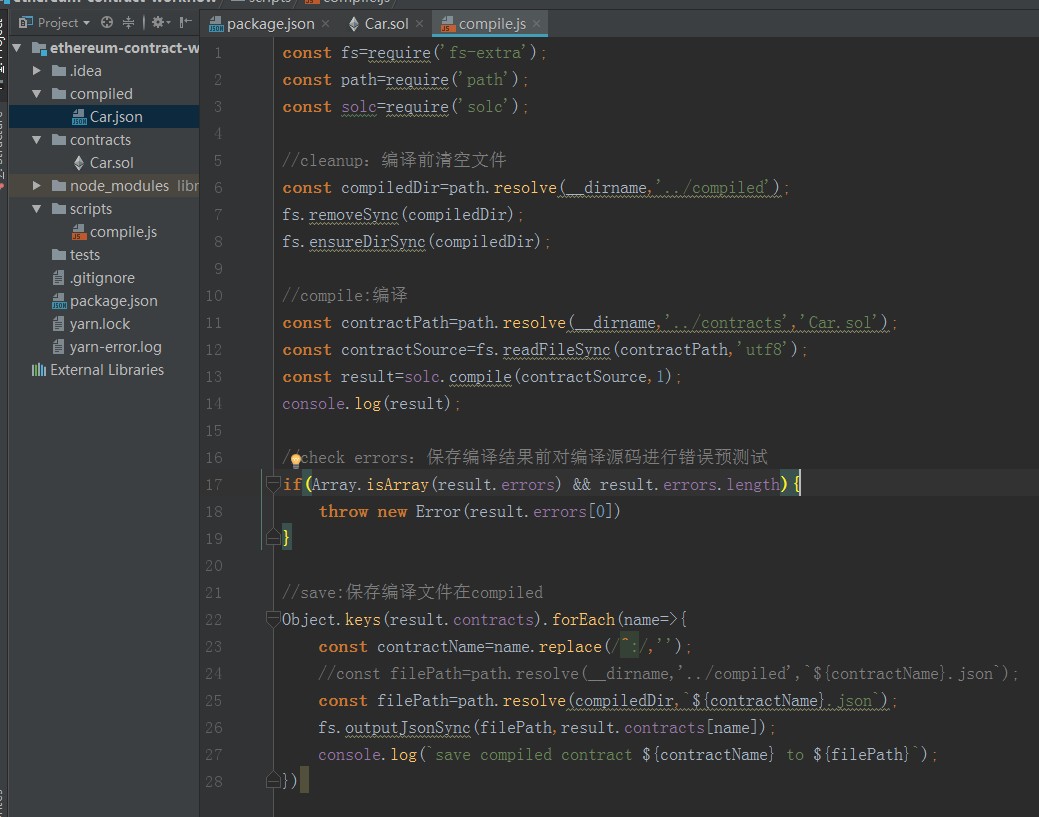 Project
package.json
Car.sol
compile.js
ethereum-contract-w
.idea
compiled
Car.json
contracts
Car.sol
node_modules libr
scripts
compile.js
tests
.gitignore
package.json
yarn.lock
yarn-error.log
External Libraries
1 const fs=require('fs-extra');
2 const path=require('path');
3 const solc=require('solc');
4
5 //cleanup: 编译前清空文件
6 const compiledDir=path.resolve(__dirname,'../compiled');
7 fs.removeSync(compiledDir);
8 fs.ensureDirSync(compiledDir);
9
10 //compile:编译
11 const contractPath=path.resolve(__dirname,'../contracts','Car.sol');
12 const contractSource=fs.readFileSync(contractPath,'utf8');
13 const result=solc.compile(contractSource,1);
14 console.log(result);
15
16 //check errors: 保存编译结果前对编译源码进行错误预测试
17 if(Array.isArray(result.errors) && result.errors.length){
18 throw new Error(result.errors[0])
19 }
20
21 //save:保存编译文件在compiled
22 Object.keys(result.contracts).forEach(name=>{
23 const contractName=name.replace(/^:/,'');
24 //const filePath=path.resolve(__dirname,'../compiled',`${contractName}.json`);
25 const filePath=path.resolve(compiledDir,`${contractName}.json`);
26 fs.outputJsonSync(filePath,result.contracts[name]);
27 console.log(`save compiled contract ${contractName} to ${filePath}`);
28 })